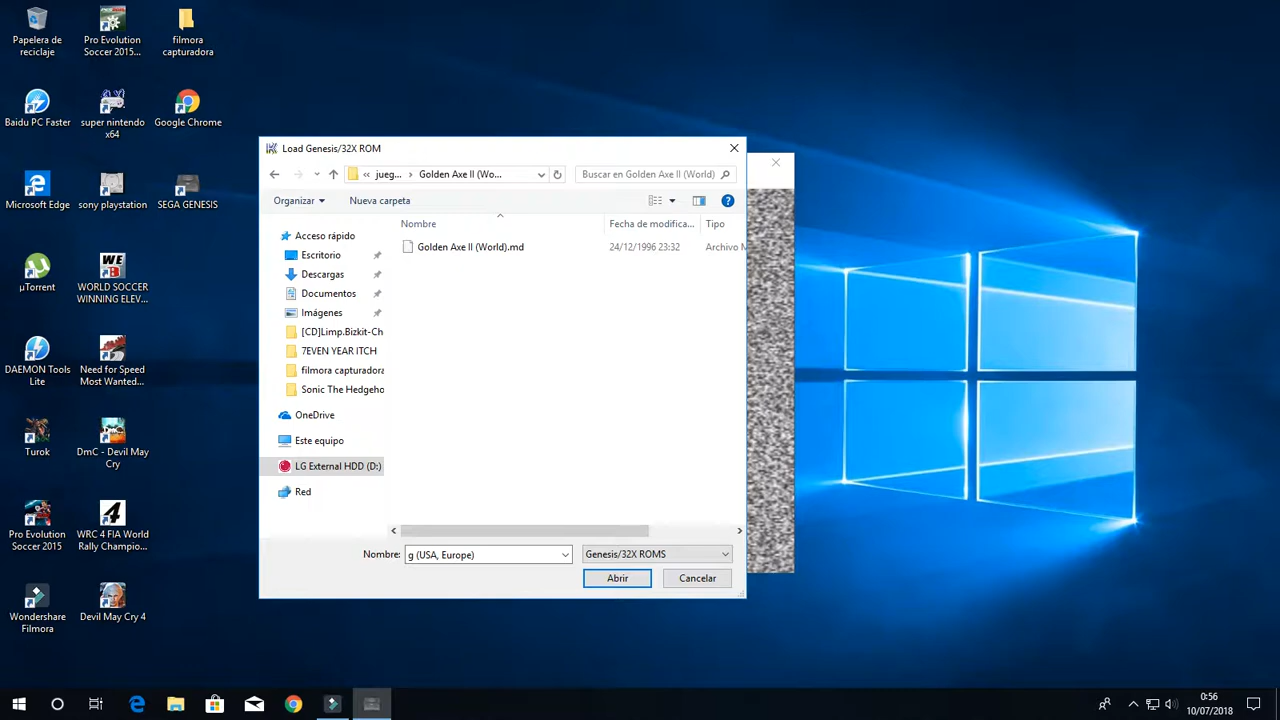 Papelera de
reciclaje
Pro Evolution
Soccer 2015...
filmora
capturadora
Baidu PC Faster
super nintendo
x64
Google Chrome
Microsoft Edge
sony playstation
SEGA GENESIS
µTorrent
WORLD SOCCER
WINNING ELEV...
DAEMON Tools
Lite
Need for Speed
Most Wanted...
Turok
DmC - Devil May
Cry
Pro Evolution
Soccer 2015
WRC 4 FIA World
Rally Champio...
Wondershare
Filmora
Devil May Cry 4
Load Genesis/32X ROM
« jueg... › Golden Axe II (Wo...
Buscar en Golden Axe II (World)
Organizar
Nueva carpeta
Nombre
Fecha de modifica...
Tipo
Golden Axe II (World).md
24/12/1996 23:32
Archivo M
Acceso rápido
Escritorio
Descargas
Documentos
Imágenes
[CD]Limp.Bizkit-Ch
7EVEN YEAR ITCH
filmora capturadora
Sonic The Hedgeho
OneDrive
Este equipo
LG External HDD (D:)
Red
Nombre:
g (USA, Europe)
Genesis/32X ROMS
Abrir
Cancelar
0:56
10/07/2018